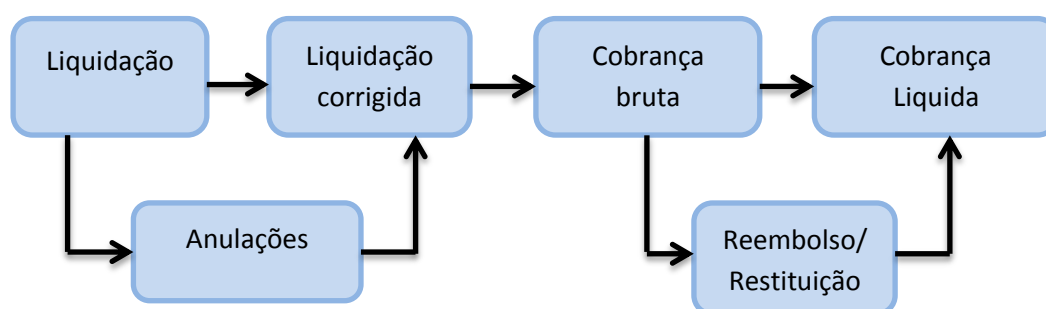 Liquidação
Liquidação
corrigida
Cobrança
bruta
Cobrança
Liquida
Anulações
Reembolso/
Restituição